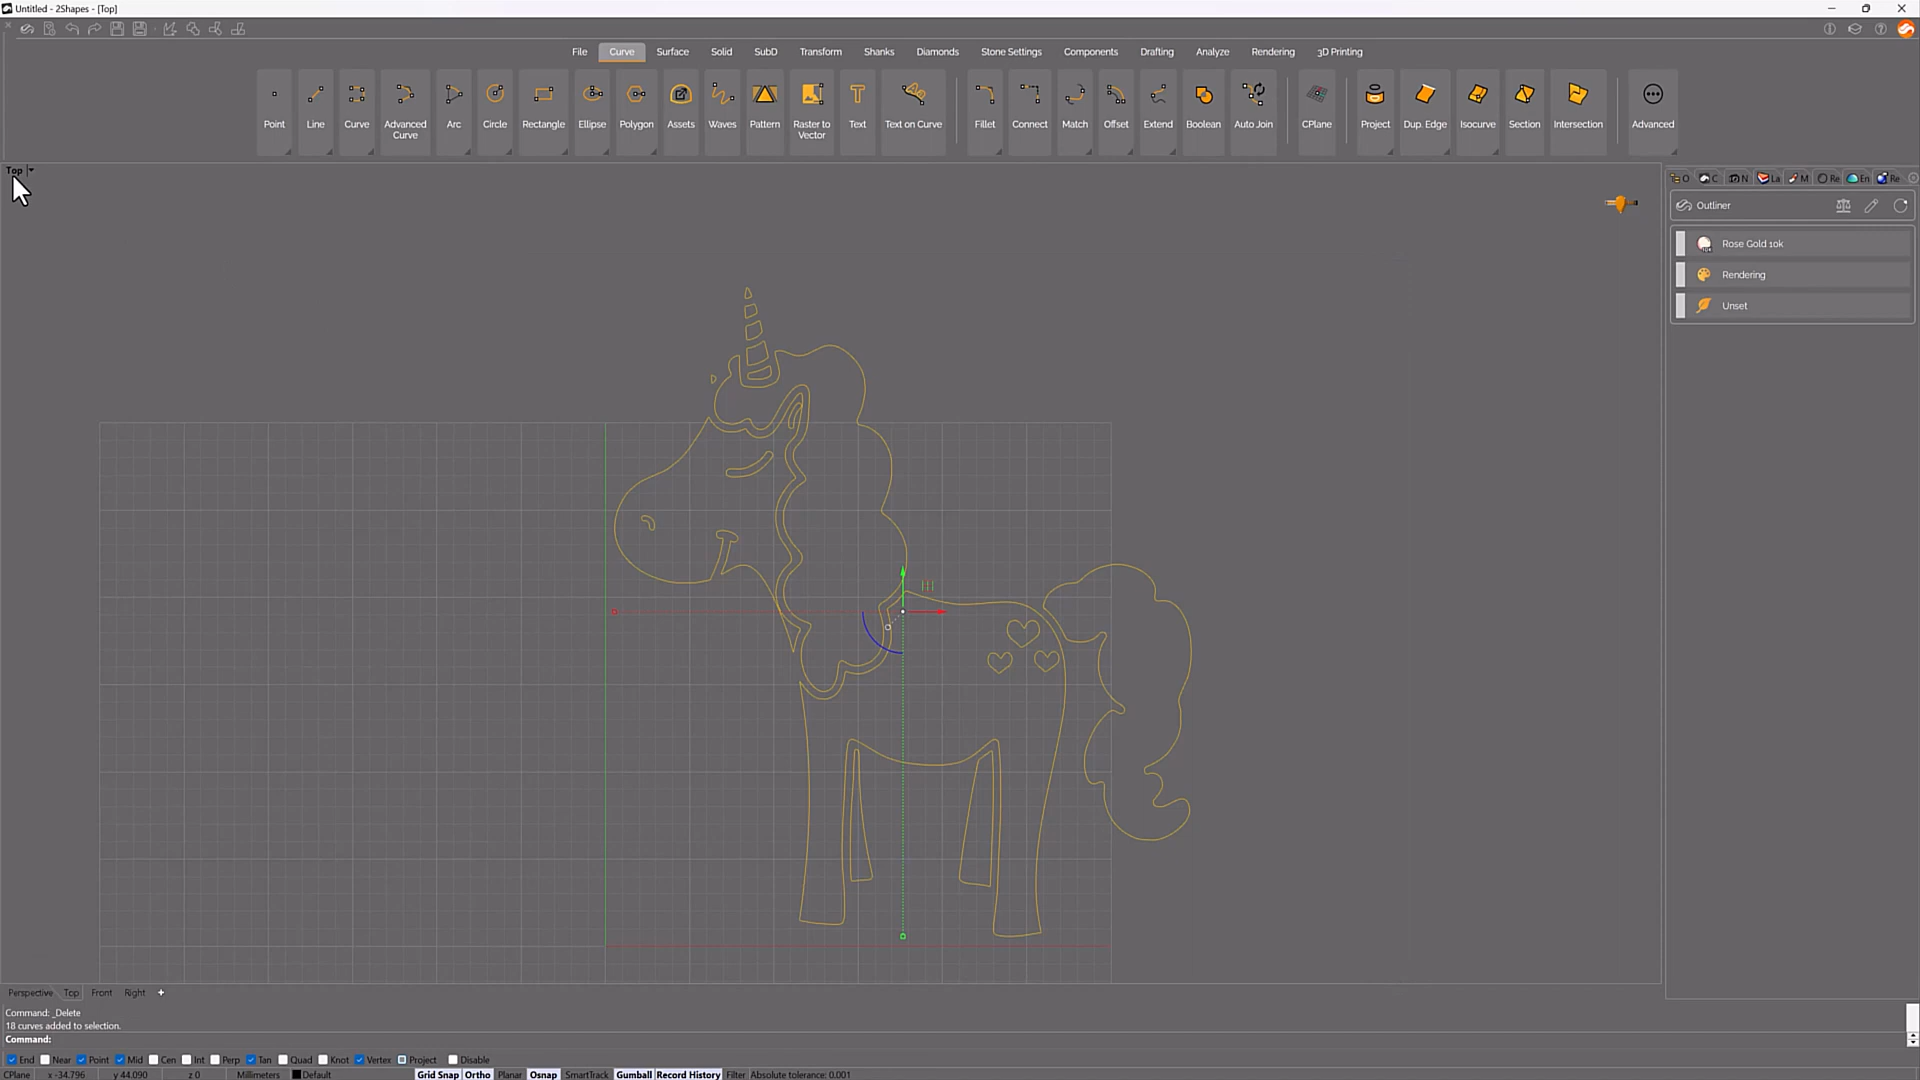 Untitled - 2Shapes - [Top]
File Curve Surface Solid SubD Transform Shanks Diamonds Stone Settings Components Drafting Analyze Rendering 3D Printing
Point Line Curve Advanced Curve Arc Circle Rectangle Ellipse Polygon Assets Waves Pattern Raster to Vector Text Text on Curve Fillet Connect Match Offset Extend Boolean Auto Join CPlane Project Dup. Edge Isocurve Section Intersection Advanced
Top
O C N La M Re En Re
Outliner
Rose Gold 10k
Rendering
Unset
Perspective Top Front Right
Command: _Delete
18 curves added to selection.
Command:
End Near Point Mid Cen Int Perp Tan Quad Knot Vertex Project Disable
CPlane x -34.796 y 44.090 z 0 Millimeters Default Grid Snap Ortho Planar Osnap SmartTrack Gumball Record History Filter Absolute tolerance: 0.001